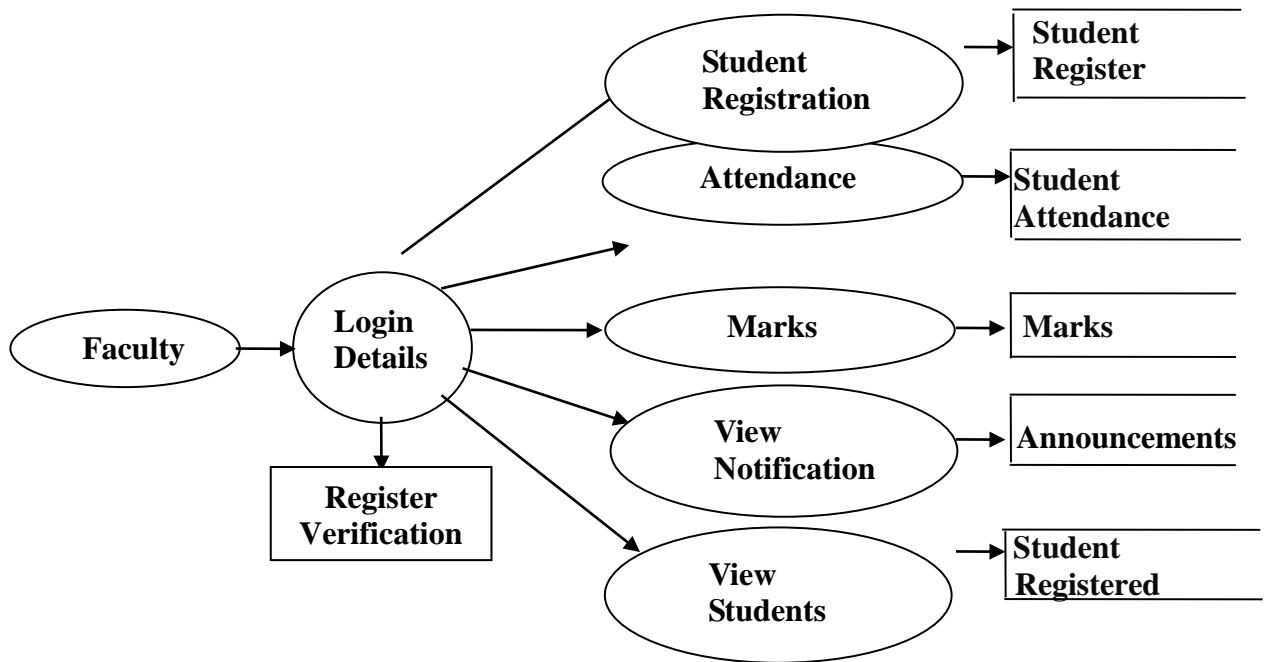 Student
Registration
Student
Register
Attendance
Student
Attendance
Faculty
Login
Details
Marks
Marks
View
Notification
Announcements
Register
Verification
View
Students
Student
Registered